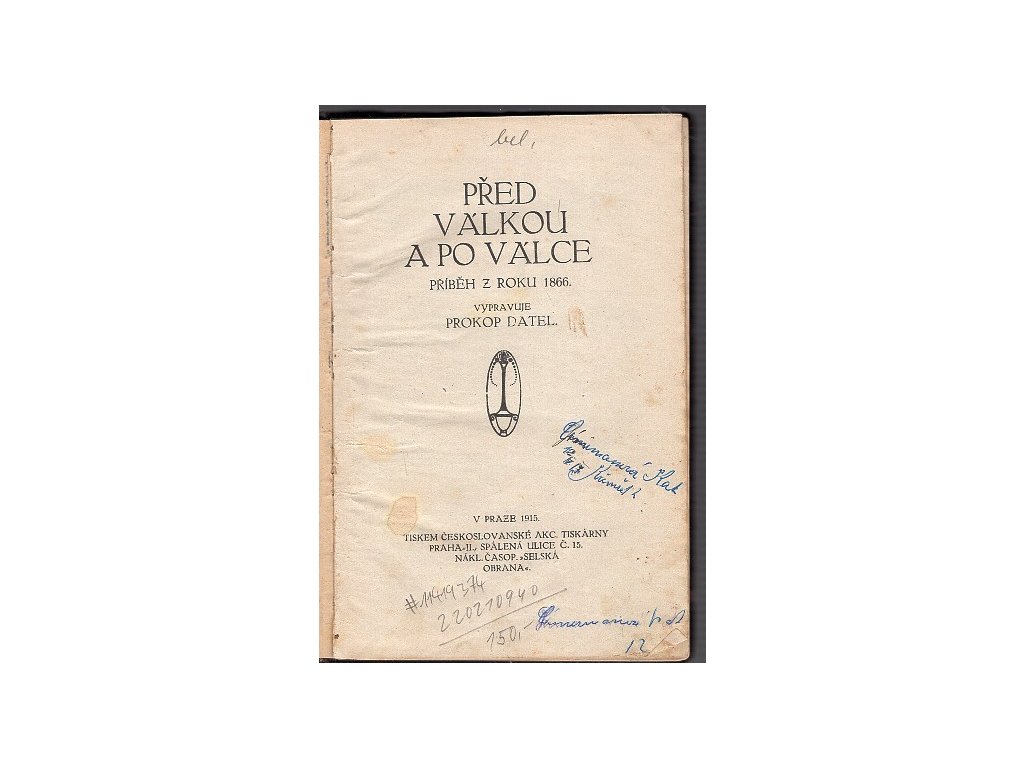 bel,
PŘED
VÁLKOU
A PO VÁLCE
PŘÍBĚH Z ROKU 1866.
VYPRAVUJE
PROKOP DATEL.
V PRAZE 1915.
TISKEM ČESKOSLOVANSKÉ AKC. TISKÁRNY
PRAHA-II., SPÁLENÁ ULICE Č. 15.
NÁKL. ČASOP. »SELSKÁ
OBRANA«.
#11419374
220210940
150,-
12